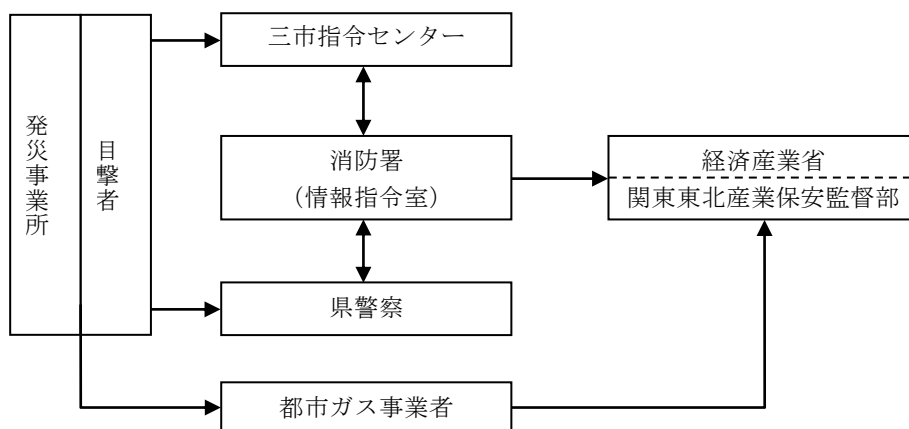 発災事業所
目撃者
三市指令センター
消防署
(情報指令室)
県警察
都市ガス事業者
経済産業省
関東東北産業保安監督部